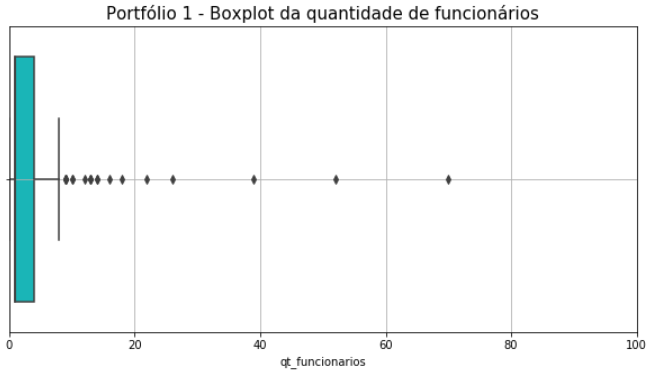 Portfólio 1 - Boxplot da quantidade de funcionários
0 20 40 60 80 100
qt_funcionarios